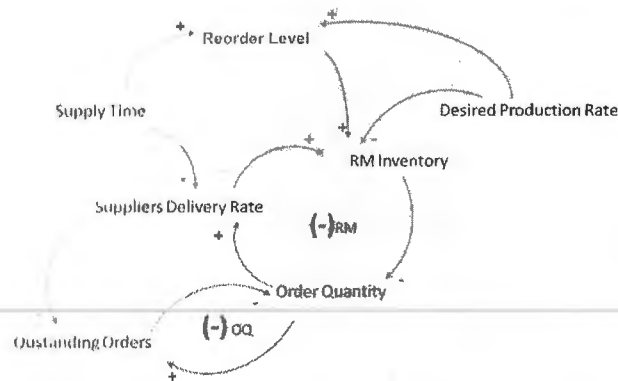 +
+ Reorder Level
Supply Time
Desired Production Rate
+ + -
RM Inventory
-
Suppliers Delivery Rate
+ (-) RM
Order Quantity -
-
(-) OQ
Oustanding Orders
+